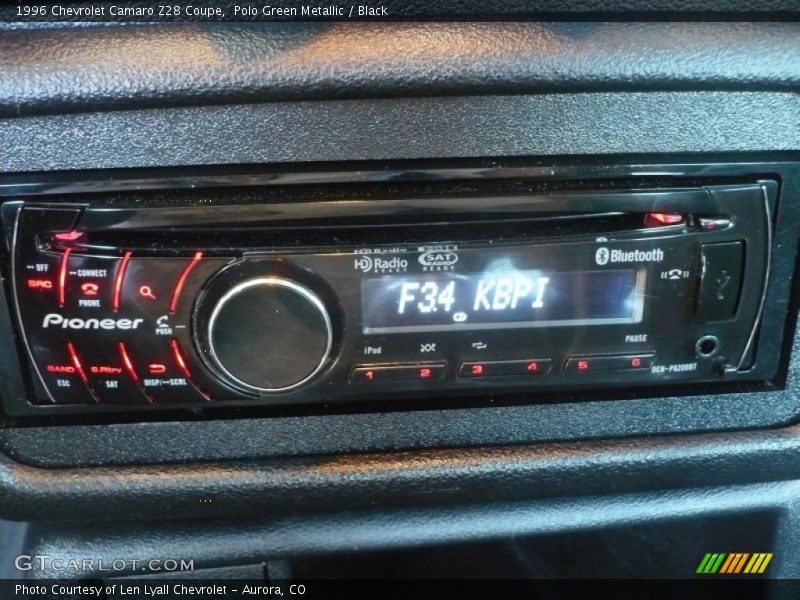 1996 Chevrolet Camaro Z28 Coupe, Polo Green Metallic / Black
HD Radio READY
SAT RADIO READY
Bluetooth
OFF
CONNECT
SRC
PHONE
F34 KBPI
Pioneer
PUSH
iPod
PAUSE
BAND
S.Rtrv
1 2 3 4 5 6
DEH-P6200BT
ESC
SAT
DISP/SCRL
GTCARLOT.COM
Photo Courtesy of Len Lyall Chevrolet - Aurora, CO